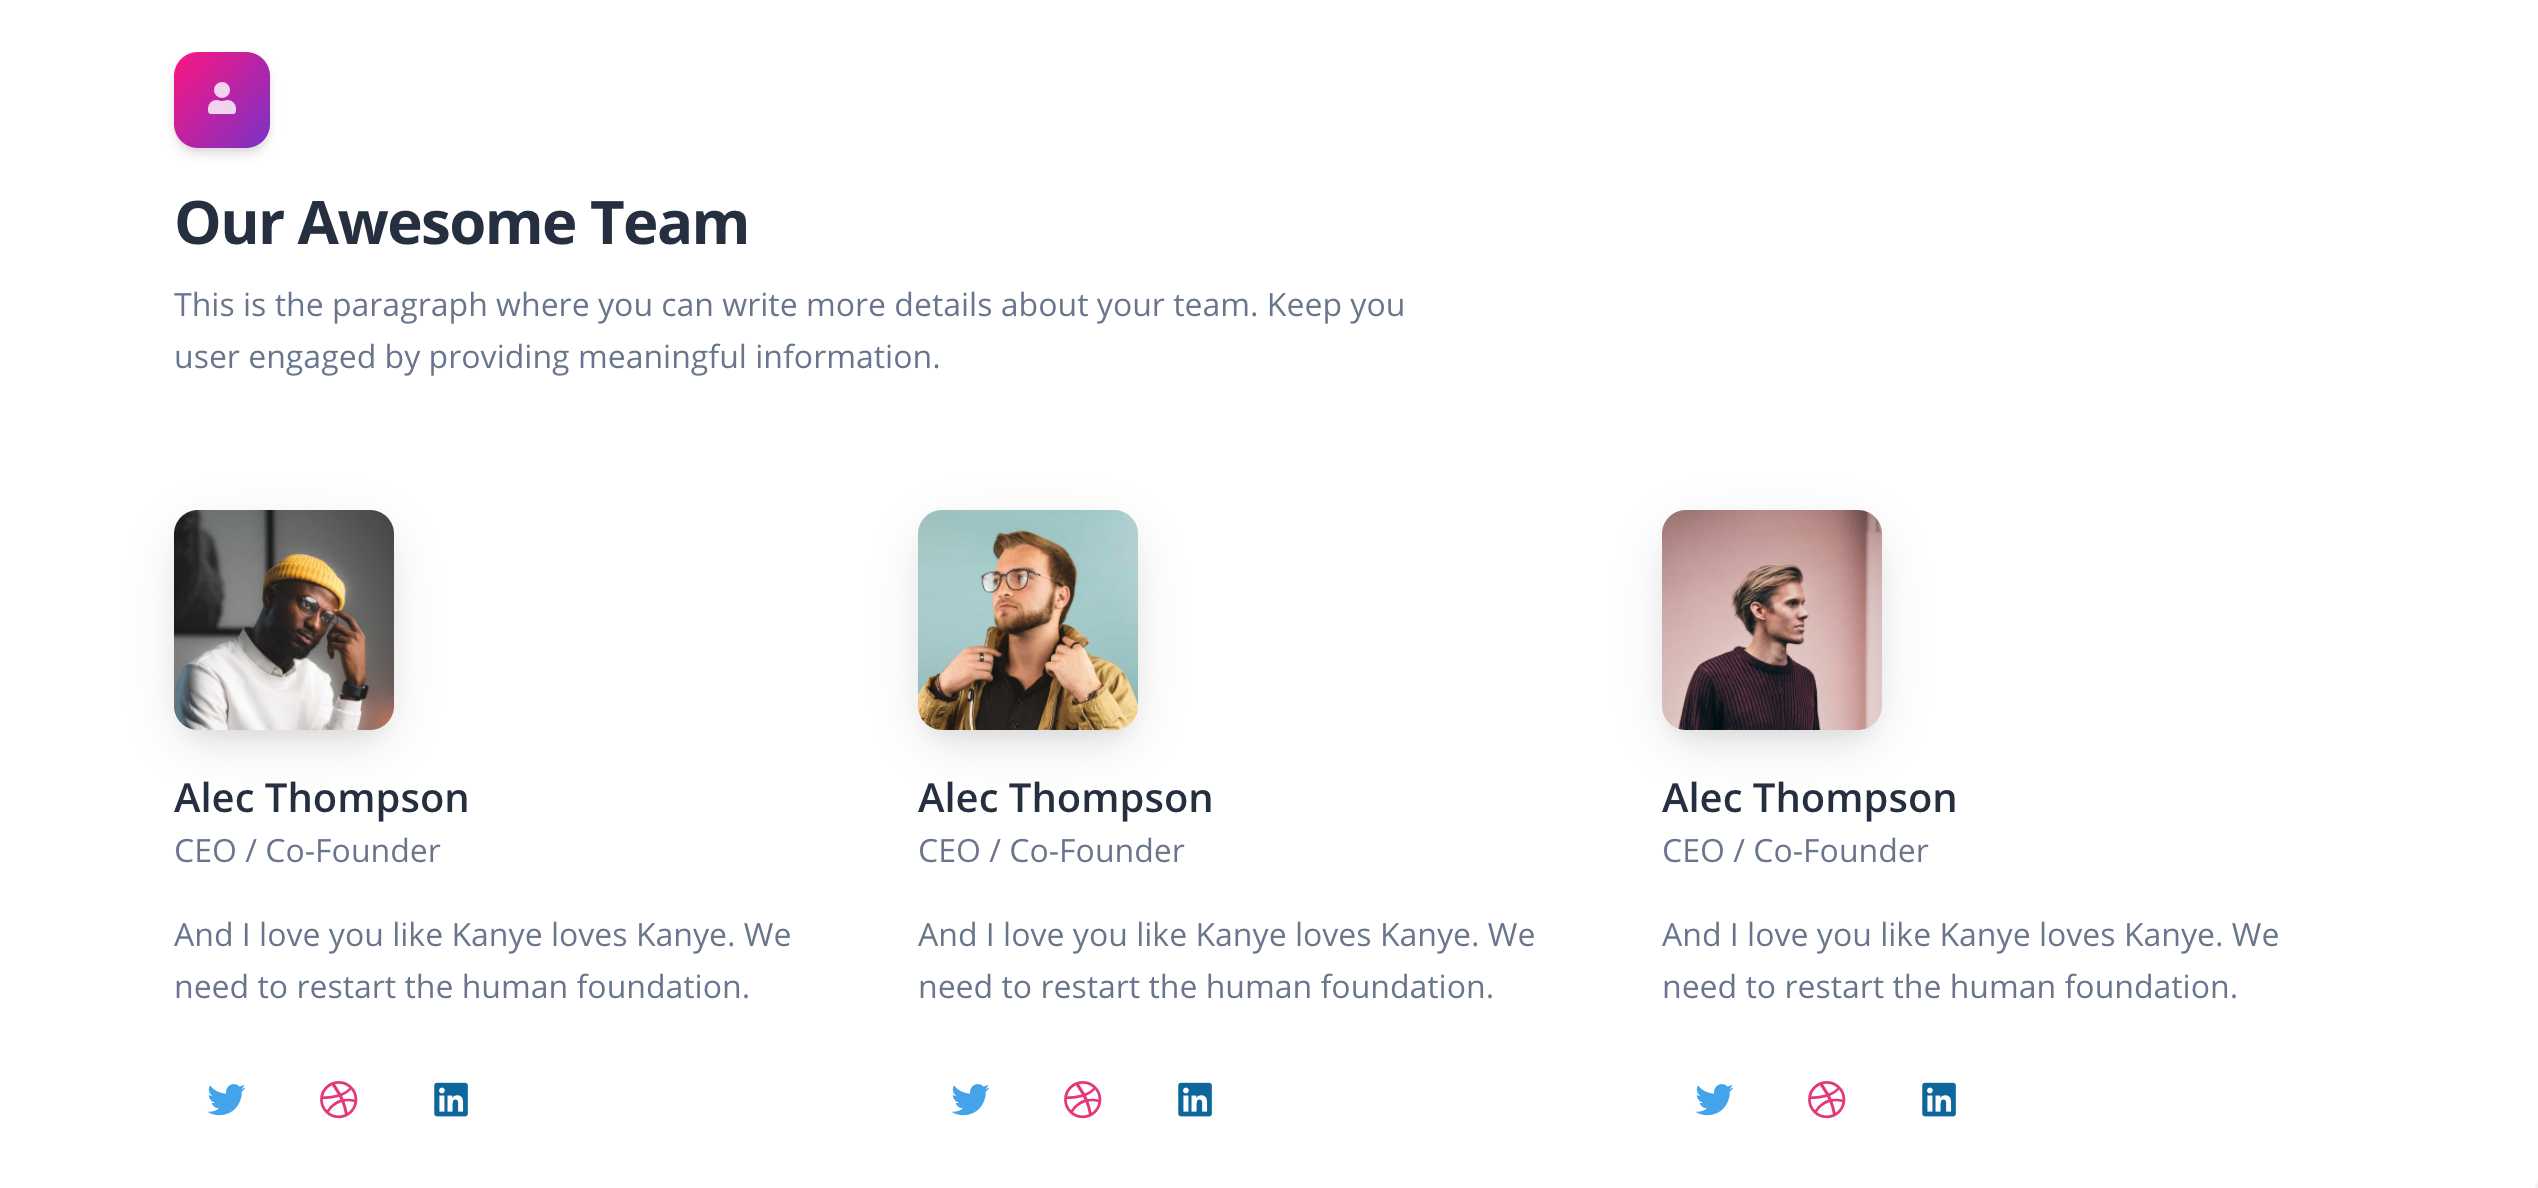 Our Awesome Team
This is the paragraph where you can write more details about your team. Keep you
user engaged by providing meaningful information.
Alec Thompson
CEO / Co-Founder
And I love you like Kanye loves Kanye. We
need to restart the human foundation.
Alec Thompson
CEO / Co-Founder
And I love you like Kanye loves Kanye. We
need to restart the human foundation.
Alec Thompson
CEO / Co-Founder
And I love you like Kanye loves Kanye. We
need to restart the human foundation.